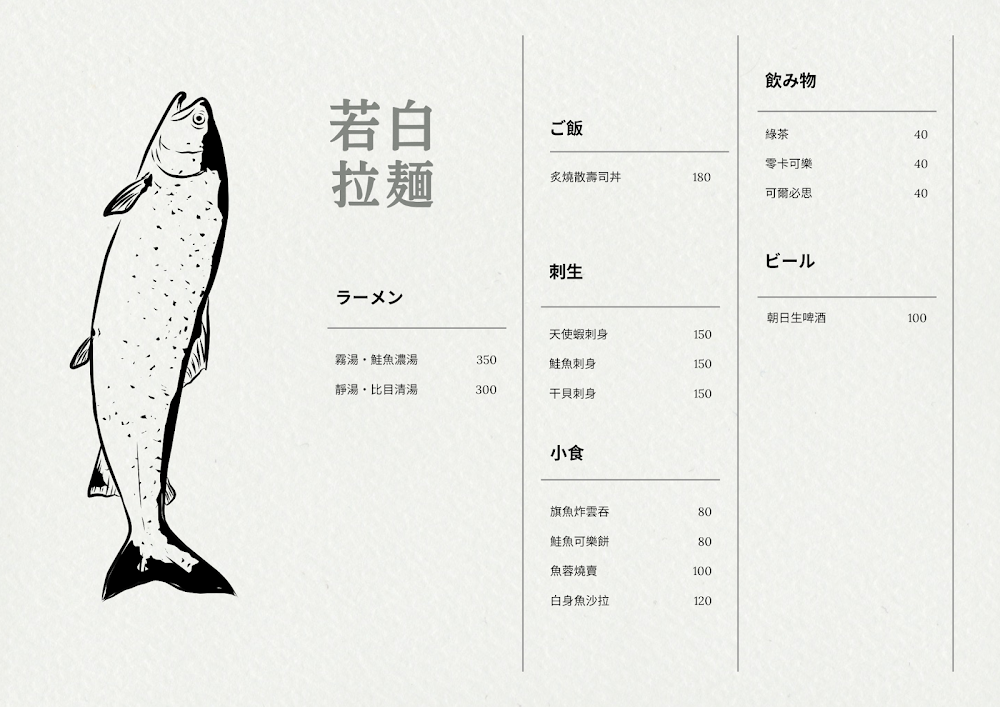 若白
拉麺
ラーメン
霧湯・鮭魚濃湯 350
靜湯・比目清湯 300
ご飯
炙燒散壽司丼 180
刺生
天使蝦刺身 150
鮭魚刺身 150
干貝刺身 150
小食
旗魚炸雲吞 80
鮭魚可樂餅 80
魚蓉燒賣 100
白身魚沙拉 120
飲み物
綠茶 40
零卡可樂 40
可爾必思 40
ビール
朝日生啤酒 100